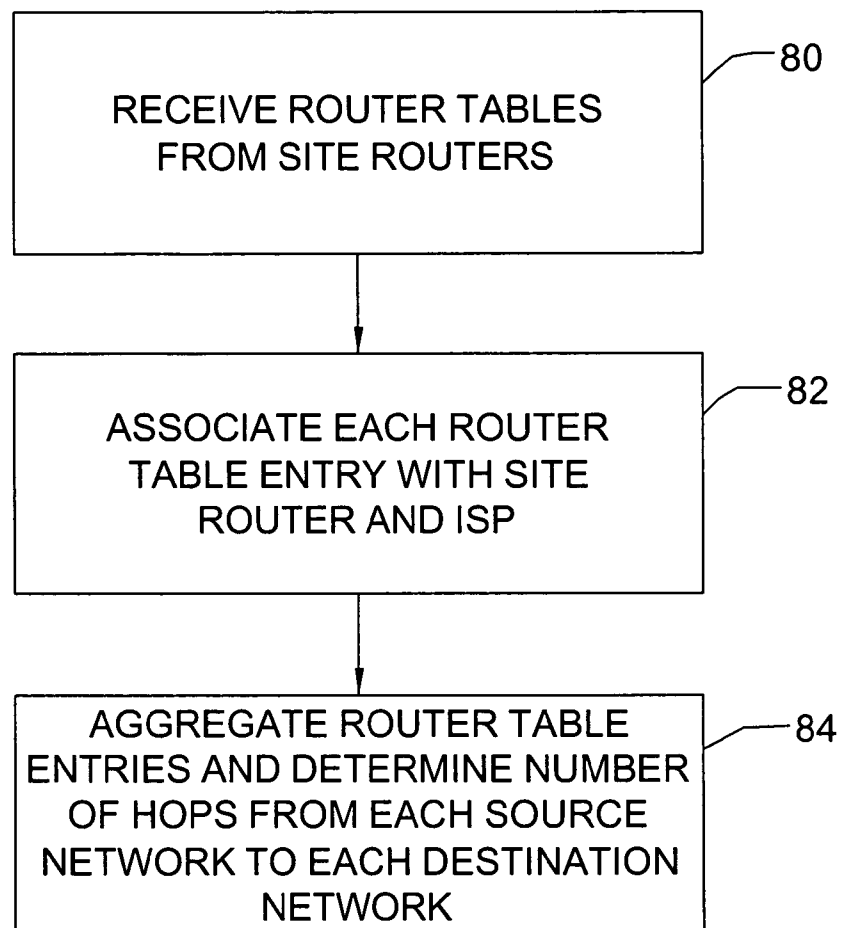 RECEIVE ROUTER TABLES
FROM SITE ROUTERS
80
ASSOCIATE EACH ROUTER
TABLE ENTRY WITH SITE
ROUTER AND ISP
82
AGGREGATE ROUTER TABLE
ENTRIES AND DETERMINE NUMBER
OF HOPS FROM EACH SOURCE
NETWORK TO EACH DESTINATION
NETWORK
84